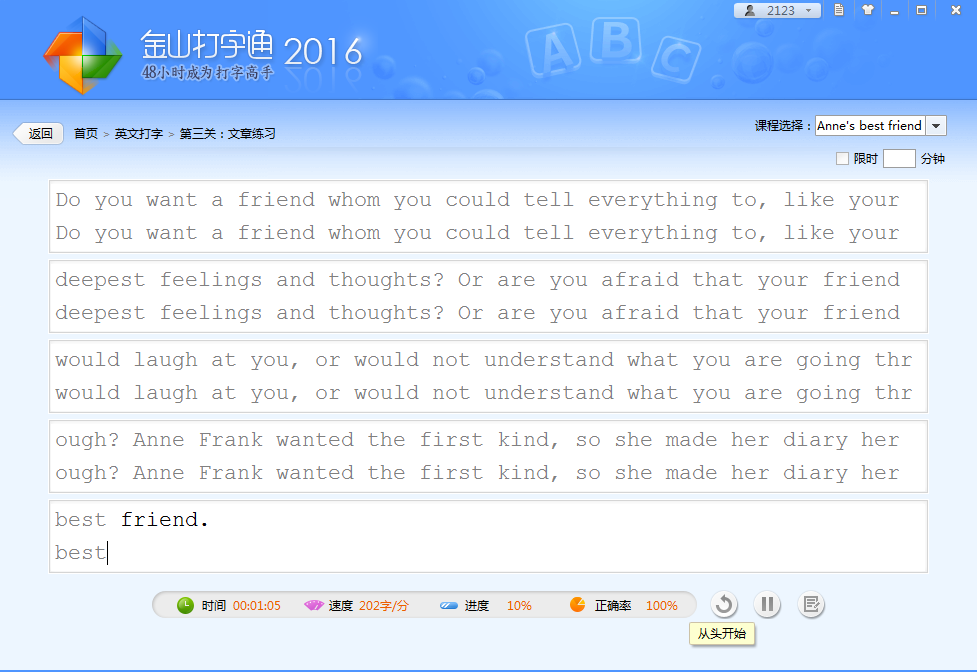 2123
金山打字通 2016
48小时成为打字高手
A B C
返回 首页 > 英文打字 > 第三关：文章练习
课程选择： Anne's best friend
限时 分钟
Do you want a friend whom you could tell everything to, like your
Do you want a friend whom you could tell everything to, like your
deepest feelings and thoughts? Or are you afraid that your friend
deepest feelings and thoughts? Or are you afraid that your friend
would laugh at you, or would not understand what you are going thr
would laugh at you, or would not understand what you are going thr
ough? Anne Frank wanted the first kind, so she made her diary her
ough? Anne Frank wanted the first kind, so she made her diary her
best friend.
best
时间 00:01:05 速度 202字/分 进度 10% 正确率 100%
从头开始